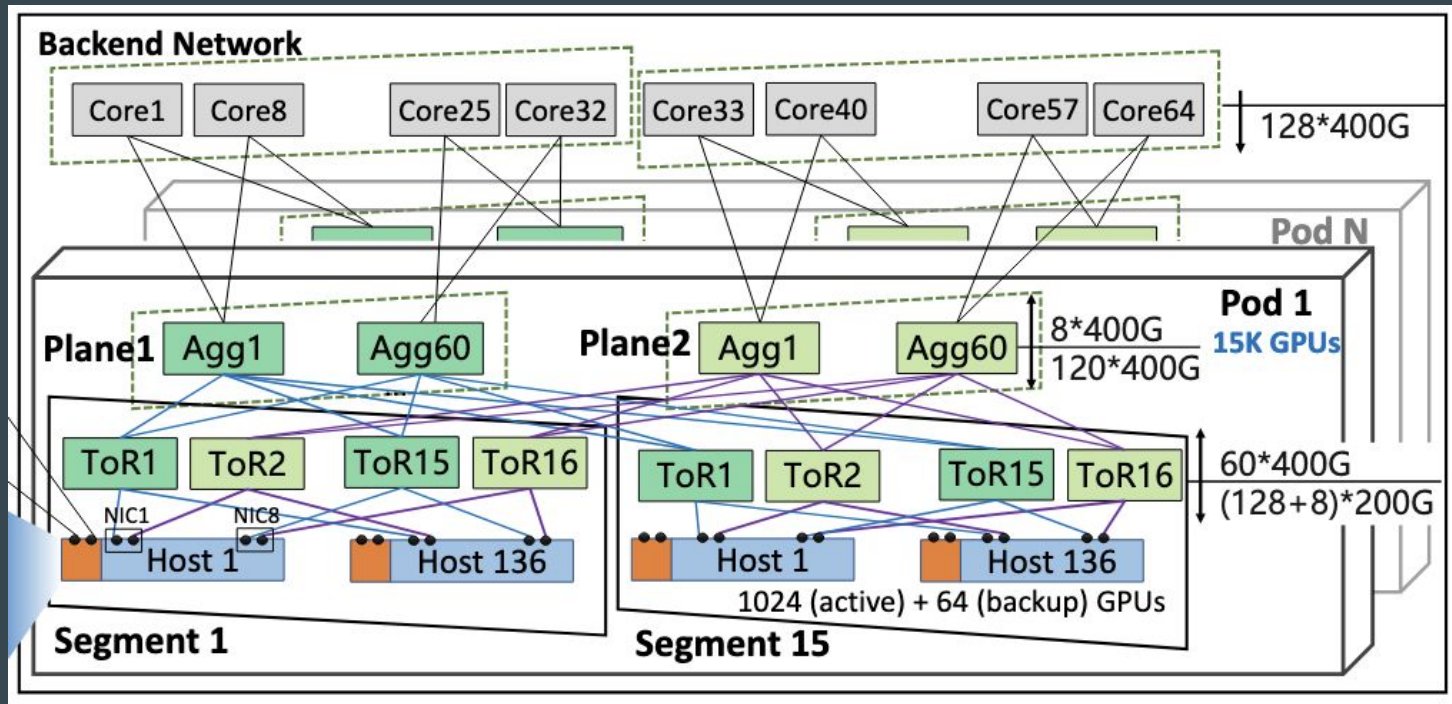 Backend Network
Core1
Core8
Core25
Core32
Core33
Core40
Core57
Core64
128*400G
Pod N
Pod 1
15K GPUs
Plane1
Agg1
Agg60
Plane2
Agg1
Agg60
8*400G
120*400G
...
ToR1
ToR2
ToR15
ToR16
ToR1
ToR2
ToR15
ToR16
60*400G
(128+8)*200G
NIC1
NIC8
Host 1
Host 136
Host 1
Host 136
1024 (active) + 64 (backup) GPUs
Segment 1
Segment 15